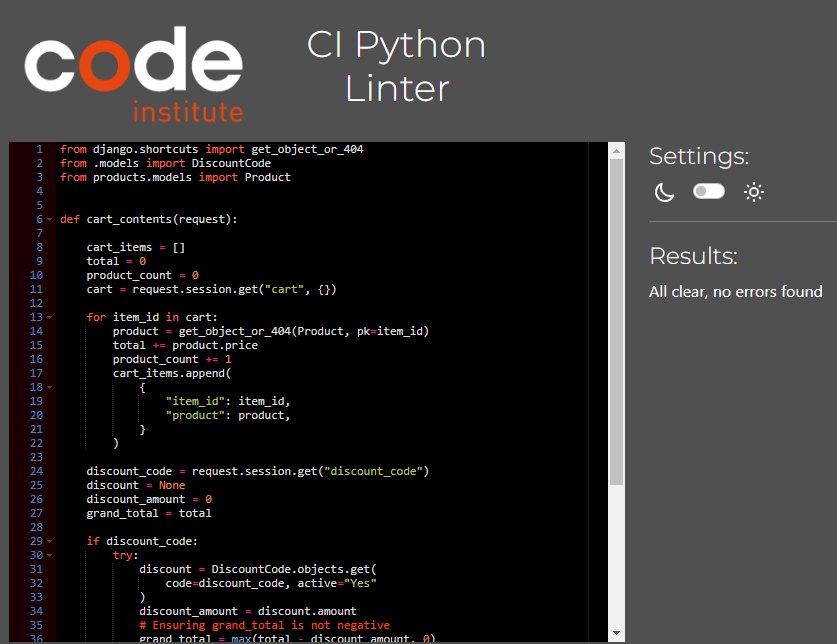 code
institute
CI Python
Linter
1 from django.shortcuts import get_object_or_404
2 from .models import DiscountCode
3 from products.models import Product
4
5
6 def cart_contents(request):
7
8     cart_items = []
9     total = 0
10     product_count = 0
11     cart = request.session.get("cart", {})
12
13     for item_id in cart:
14         product = get_object_or_404(Product, pk=item_id)
15         total += product.price
16         product_count += 1
17         cart_items.append(
18             {
19                 "item_id": item_id,
20                 "product": product,
21             }
22         )
23
24     discount_code = request.session.get("discount_code")
25     discount = None
26     discount_amount = 0
27     grand_total = total
28
29     if discount_code:
30         try:
31             discount = DiscountCode.objects.get(
32                 code=discount_code, active="Yes"
33             )
34             discount_amount = discount.amount
35             # Ensuring grand_total is not negative
36             grand_total = max(total - discount_amount, 0)
Settings:
Results:
All clear, no errors found